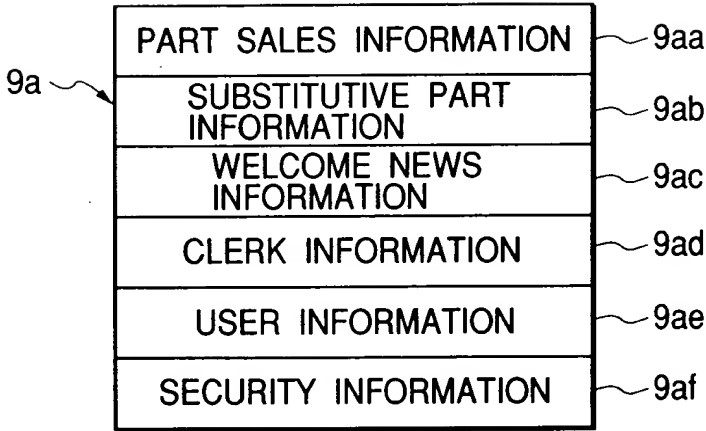 PART SALES INFORMATION 9aa
9a
SUBSTITUTIVE PART
INFORMATION 9ab
WELCOME NEWS
INFORMATION 9ac
CLERK INFORMATION 9ad
USER INFORMATION 9ae
SECURITY INFORMATION 9af